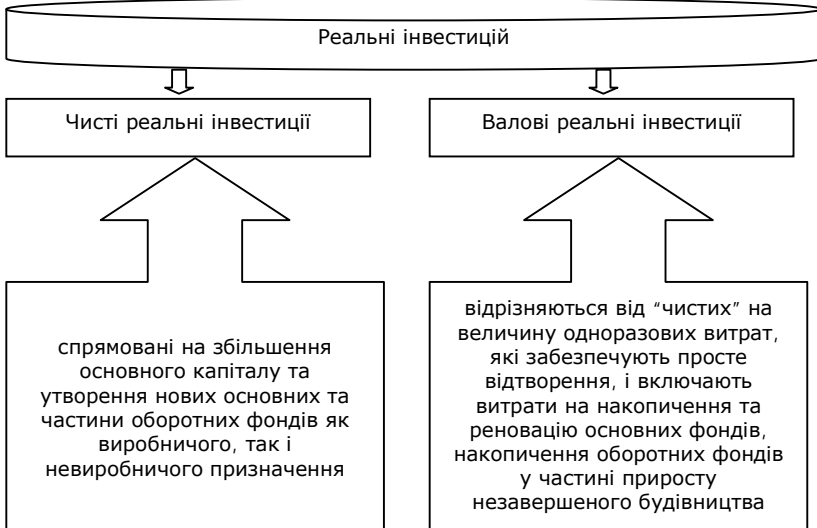 Реальні інвестицій
Чисті реальні інвестиції
Валові реальні інвестиції
спрямовані на збільшення
основного капіталу та
утворення нових основних та
частини оборотних фондів як
виробничого, так і
невиробничого призначення
відрізняються від “чистих” на
величину одноразових витрат,
які забезпечують просте
відтворення, і включають
витрати на накопичення та
реновацію основних фондів,
накопичення оборотних фондів
у частині приросту
незавершеного будівництва